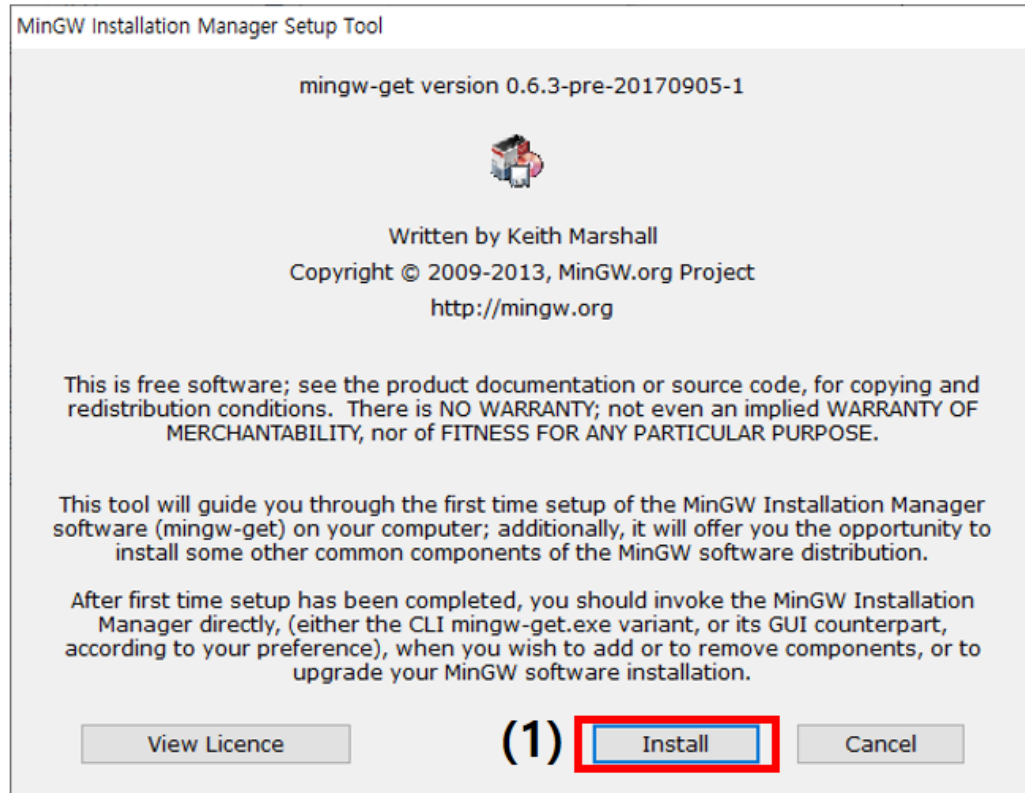 MinGW Installation Manager Setup Tool
mingw-get version 0.6.3-pre-20170905-1
Written by Keith Marshall
Copyright © 2009-2013, MinGW.org Project
http://mingw.org
This is free software; see the product documentation or source code, for copying and
redistribution conditions.  There is NO WARRANTY; not even an implied WARRANTY OF
MERCHANTABILITY, nor of FITNESS FOR ANY PARTICULAR PURPOSE.
This tool will guide you through the first time setup of the MinGW Installation Manager
software (mingw-get) on your computer; additionally, it will offer you the opportunity to
install some other common components of the MinGW software distribution.
After first time setup has been completed, you should invoke the MinGW Installation
Manager directly, (either the CLI mingw-get.exe variant, or its GUI counterpart,
according to your preference), when you wish to add or to remove components, or to
upgrade your MinGW software installation.
View Licence (1) Install Cancel